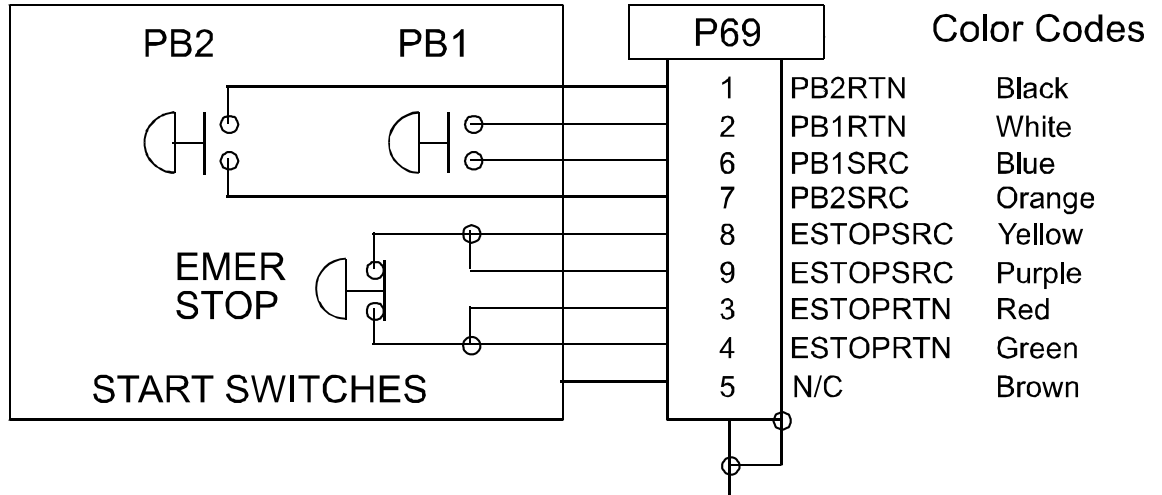 PB2 PB1 P69 Color Codes
1 PB2RTN Black
2 PB1RTN White
6 PB1SRC Blue
7 PB2SRC Orange
8 ESTOPSRC Yellow
EMER
STOP
9 ESTOPSRC Purple
3 ESTOPRTN Red
4 ESTOPRTN Green
START SWITCHES
5 N/C Brown